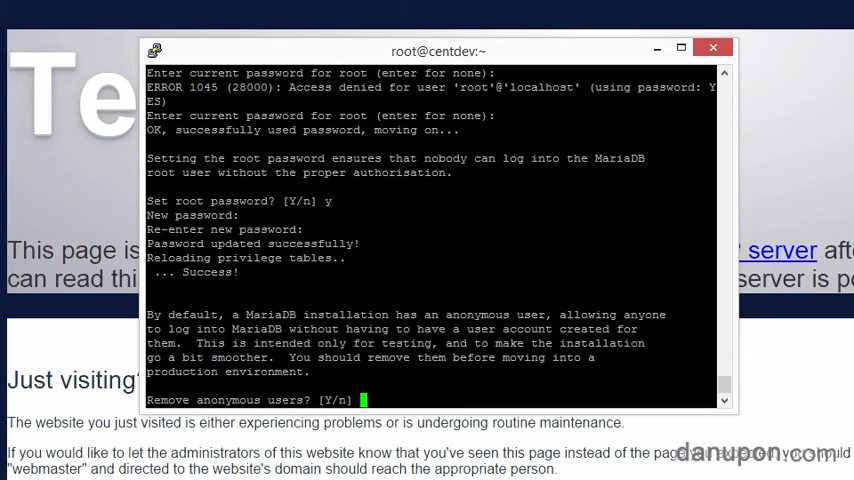 root@centdev:~
Te
Enter current password for root (enter for none):
ERROR 1045 (28000): Access denied for user 'root'@'localhost' (using password: Y
ES)
Enter current password for root (enter for none):
OK, successfully used password, moving on...
Setting the root password ensures that nobody can log into the MariaDB
root user without the proper authorisation.
Set root password? [Y/n] y
New password:
Re-enter new password:
Password updated successfully!
Reloading privilege tables..
... Success!
By default, a MariaDB installation has an anonymous user, allowing anyone
to log into MariaDB without having to have a user account created for
them.  This is intended only for testing, and to make the installation
go a bit smoother.  You should remove them before moving into a
production environment.
Remove anonymous users? [Y/n]
This page is server afte
can read thi server is po
Just visiting?
The website you just visited is either experiencing problems or is undergoing routine maintenance.
If you would like to let the administrators of this website know that you've seen this page instead of the page you expected, you should
"webmaster" and directed to the website's domain should reach the appropriate person.
danupon.com